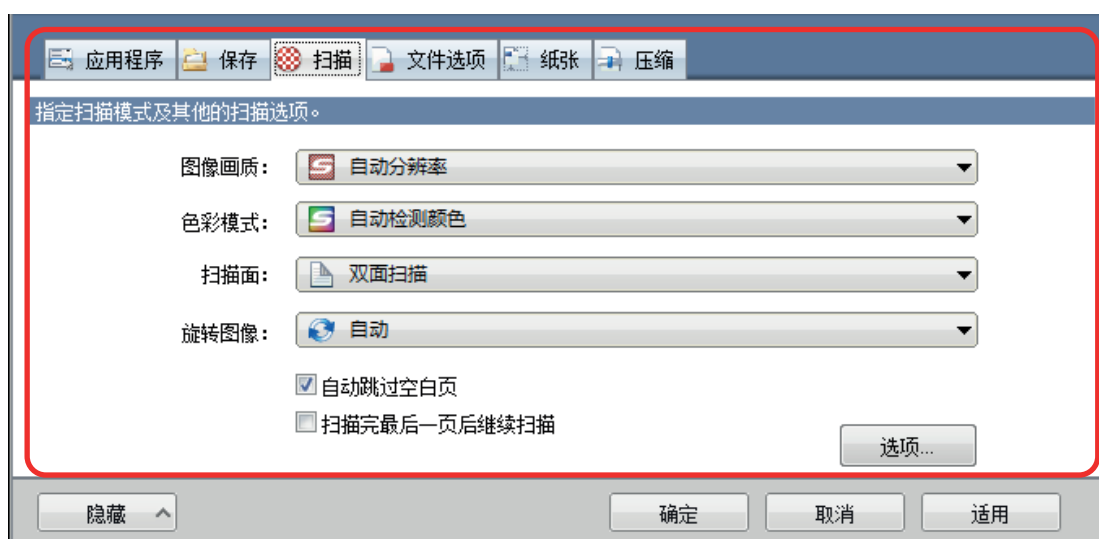 应用程序 保存 扫描 文件选项 纸张 压缩
指定扫描模式及其他的扫描选项。
图像画质: 自动分辨率
色彩模式: 自动检测颜色
扫描面: 双面扫描
旋转图像: 自动
自动跳过空白页
扫描完最后一页后继续扫描
选项...
隐藏 确定 取消 适用